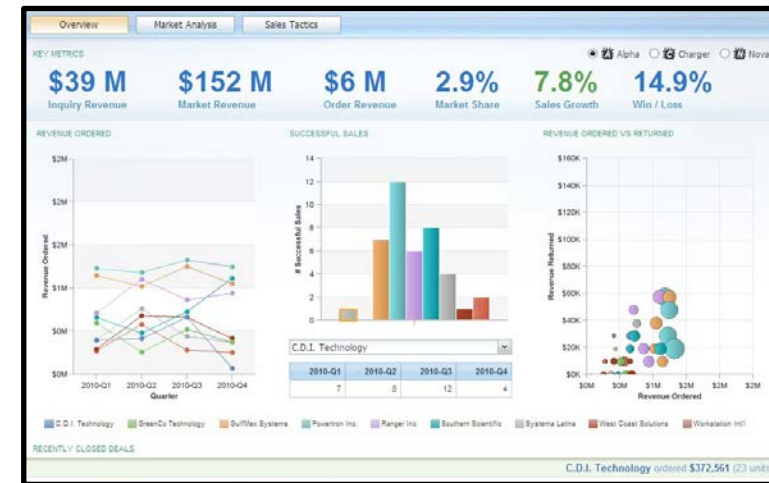 Overview Market Analysis Sales Tactics
KEY METRICS
Alpha Charger Nova
$39 M $152 M $6 M 2.9% 7.8% 14.9%
Inquiry Revenue Market Revenue Order Revenue Market Share Sales Growth Win / Loss
REVENUE ORDERED SUCCESSFUL SALES REVENUE ORDERED VS RETURNED
$2M
$2M
$2M
$1M
$0M
$0M
Revenue Ordered
2010-Q1 2010-Q2 2010-Q3 2010-Q4
Quarter
14
12
10
8
6
4
2
0
# Successful Sales
C.D.I. Technology
2010-Q1 2010-Q2 2010-Q3 2010-Q4
7 8 12 4
$160K
$140K
$120K
$100K
$80K
$60K
$40K
$20K
$0K
Revenue Returned
$0M $0M $1M $2M $2M $2M
Revenue Ordered
C.D.I. Technology GreenCo Technology GulfMex Systems Powertron Inc. Ranger Inc. Southern Scientific Systema Latina West Coast Solutions Workstation Int'l
RECENTLY CLOSED DEALS
C.D.I. Technology ordered $372,561 (23 units